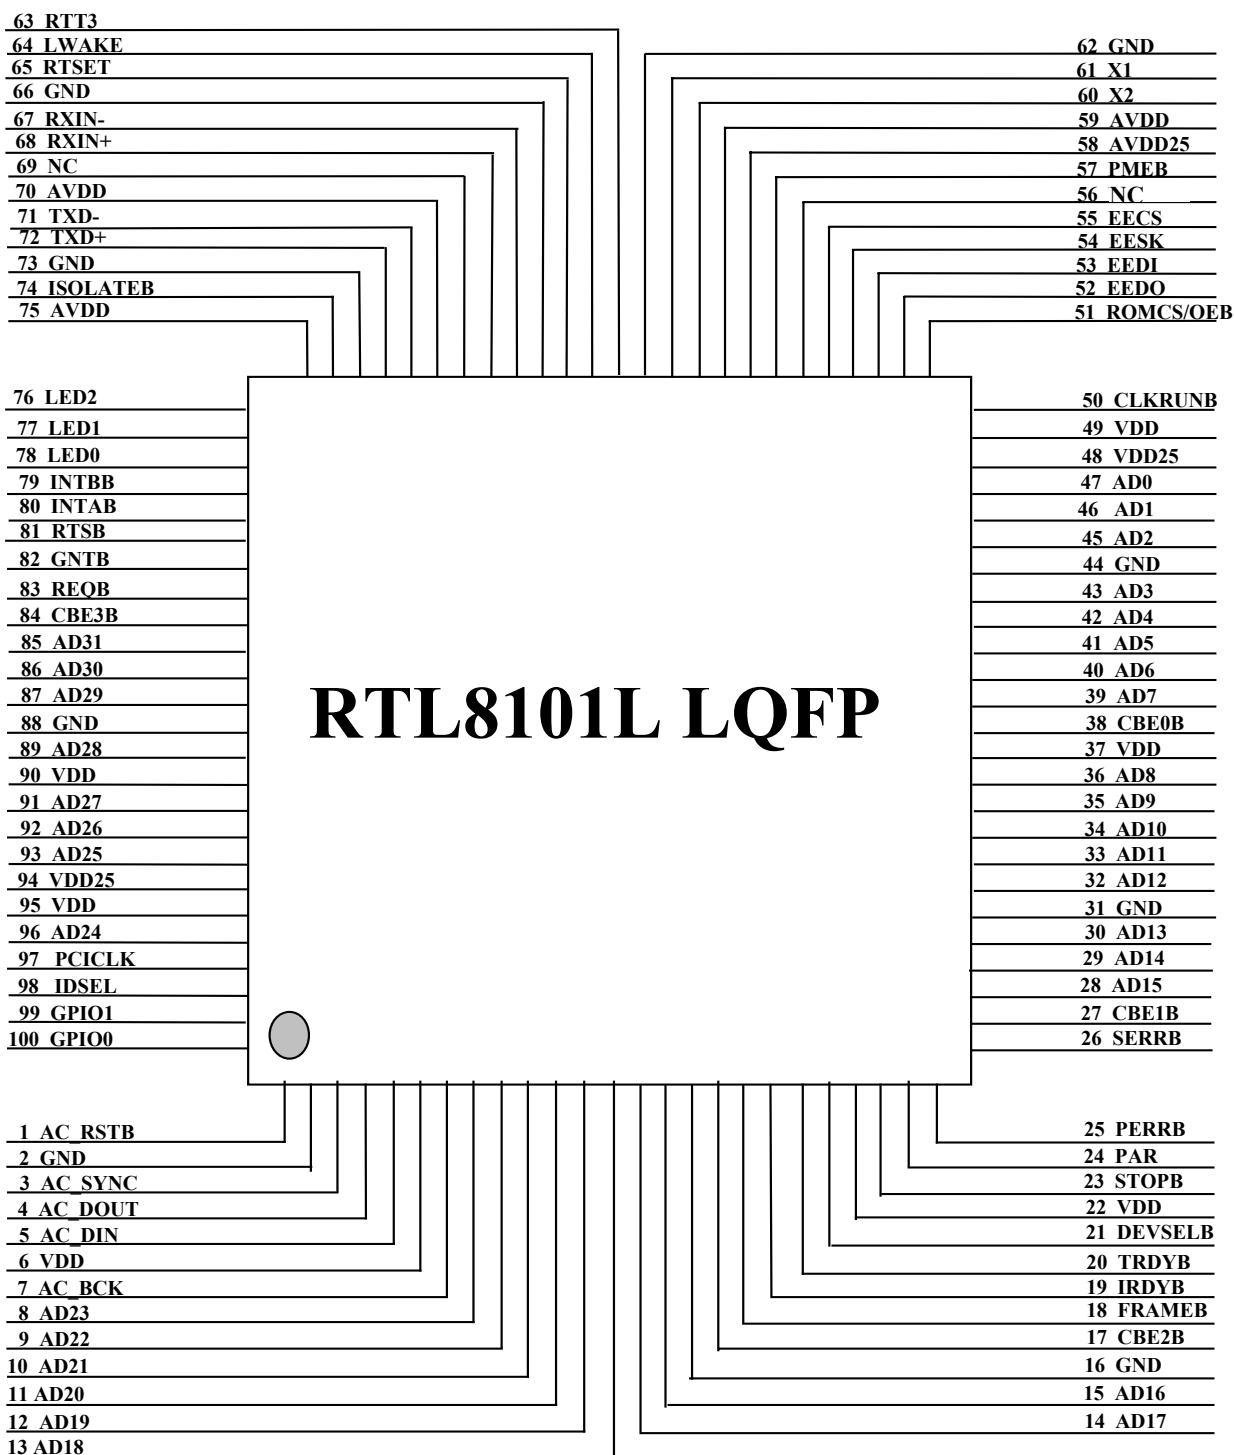 63 RTT3
64 LWAKE
65 RTSET
66 GND
67 RXIN-
68 RXIN+
69 NC
70 AVDD
71 TXD-
72 TXD+
73 GND
74 ISOLATEB
75 AVDD
62 GND
61 X1
60 X2
59 AVDD
58 AVDD25
57 PMEB
56 NC
55 EECS
54 EESK
53 EEDI
52 EEDO
51 ROMCS/OEB
76 LED2
77 LED1
78 LED0
79 INTBB
80 INTAB
81 RTSB
82 GNTB
83 REQB
84 CBE3B
85 AD31
86 AD30
87 AD29
88 GND
89 AD28
90 VDD
91 AD27
92 AD26
93 AD25
94 VDD25
95 VDD
96 AD24
97 PCICLK
98 IDSEL
99 GPIO1
100 GPIO0
RTL8101L LQFP
50 CLKRUNB
49 VDD
48 VDD25
47 AD0
46 AD1
45 AD2
44 GND
43 AD3
42 AD4
41 AD5
40 AD6
39 AD7
38 CBE0B
37 VDD
36 AD8
35 AD9
34 AD10
33 AD11
32 AD12
31 GND
30 AD13
29 AD14
28 AD15
27 CBE1B
26 SERRB
1 AC_RSTB
2 GND
3 AC_SYNC
4 AC_DOUT
5 AC_DIN
6 VDD
7 AC_BCK
8 AD23
9 AD22
10 AD21
11 AD20
12 AD19
13 AD18
25 PERRB
24 PAR
23 STOPB
22 VDD
21 DEVSELB
20 TRDYB
19 IRDYB
18 FRAMEB
17 CBE2B
16 GND
15 AD16
14 AD17